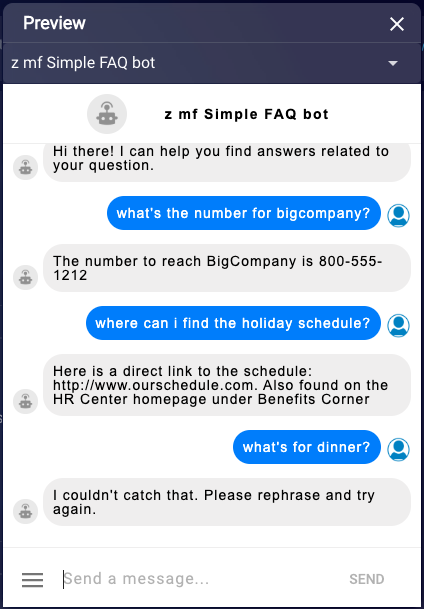 Preview
z mf Simple FAQ bot
z mf Simple FAQ bot
Hi there! I can help you find answers related to
your question.
what's the number for bigcompany?
The number to reach BigCompany is 800-555-
1212
where can i find the holiday schedule?
Here is a direct link to the schedule:
http://www.ourschedule.com. Also found on the
HR Center homepage under Benefits Corner
what's for dinner?
I couldn't catch that. Please rephrase and try
again.
Send a message...
SEND